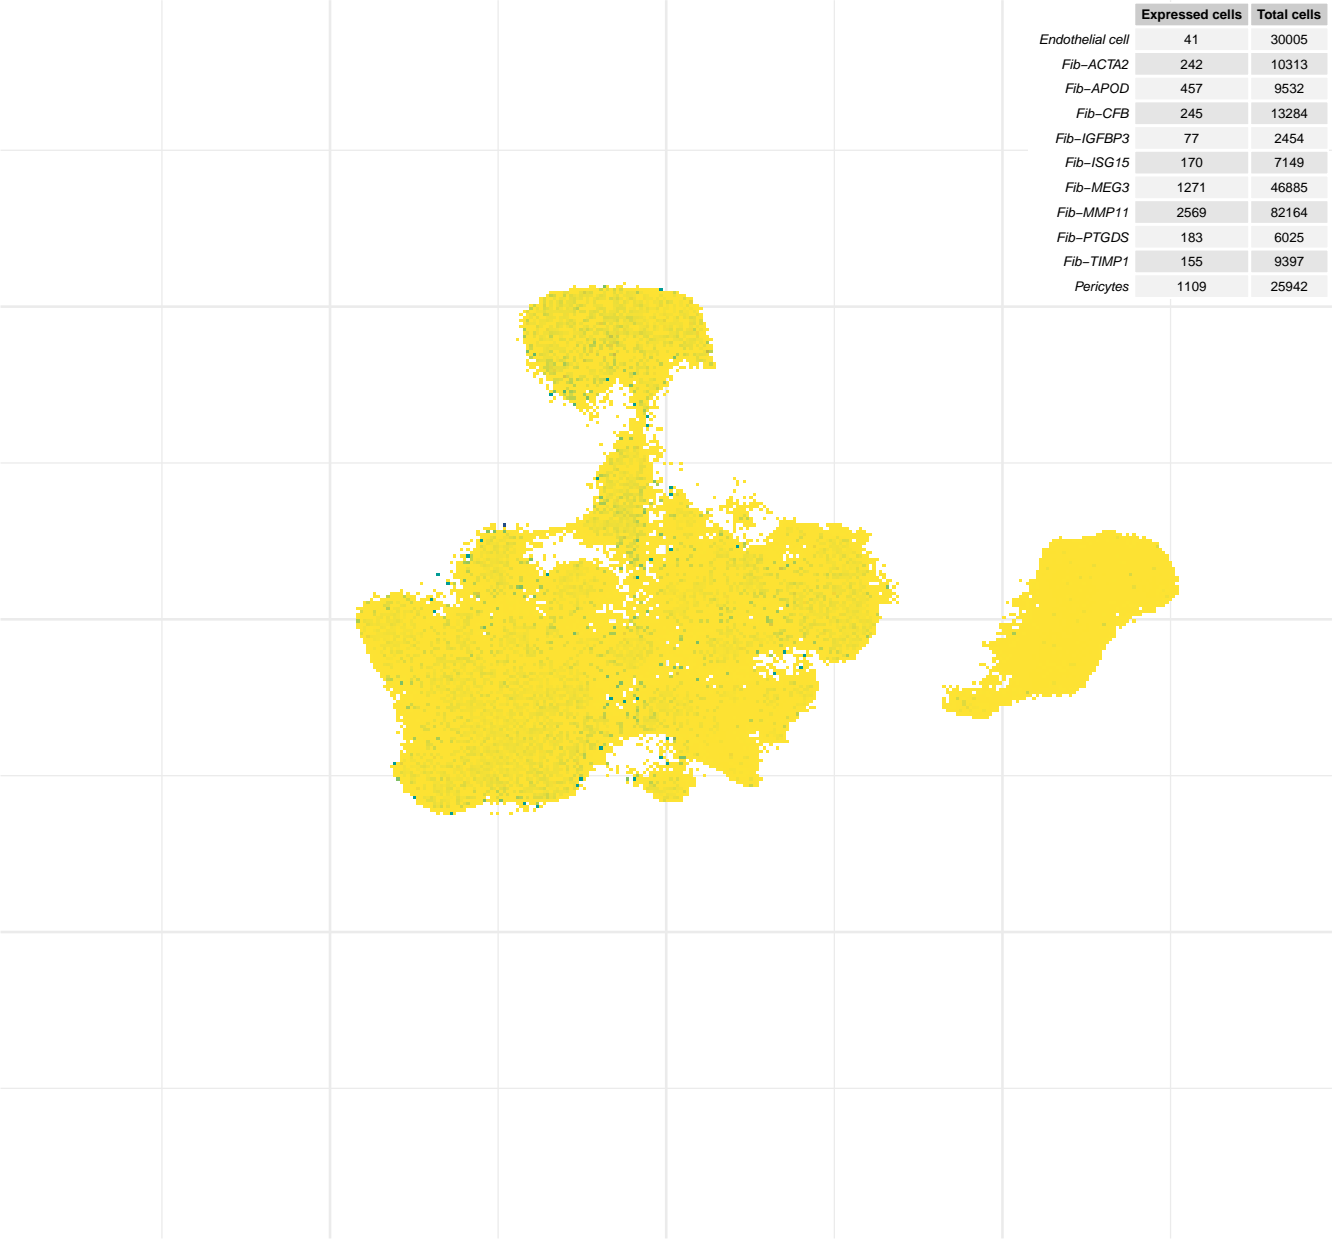 Expressed cells Total cells
Endothelial cell 41 30005
Fib−ACTA2 242 10313
Fib−APOD 457 9532
Fib−CFB 245 13284
Fib−IGFBP3 77 2454
Fib−ISG15 170 7149
Fib−MEG3 1271 46885
Fib−MMP11 2569 82164
Fib−PTGDS 183 6025
Fib−TIMP1 155 9397
Pericytes 1109 25942